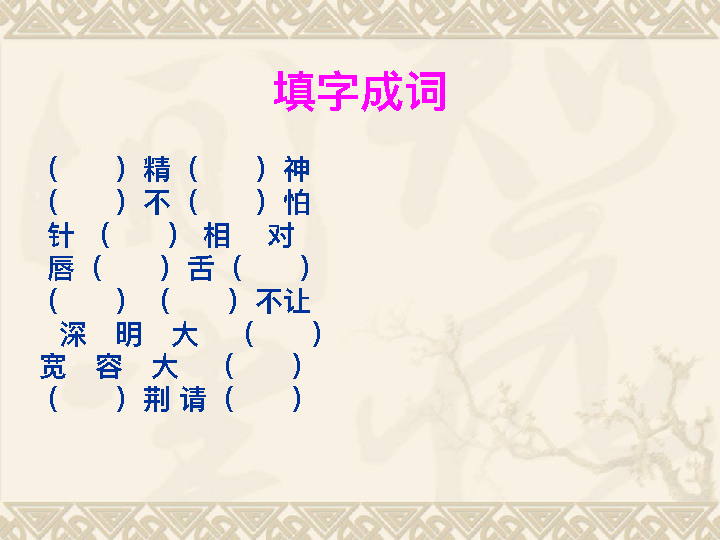 填字成词
（　　）精（　　）神
（　　）不（　　）怕
针（　　）相　对
唇（　　）舌（　　）
（　　）（　　）不让
深　明　大　（　　）
宽　容　大　（　　）
（　　）荆 请（　　）